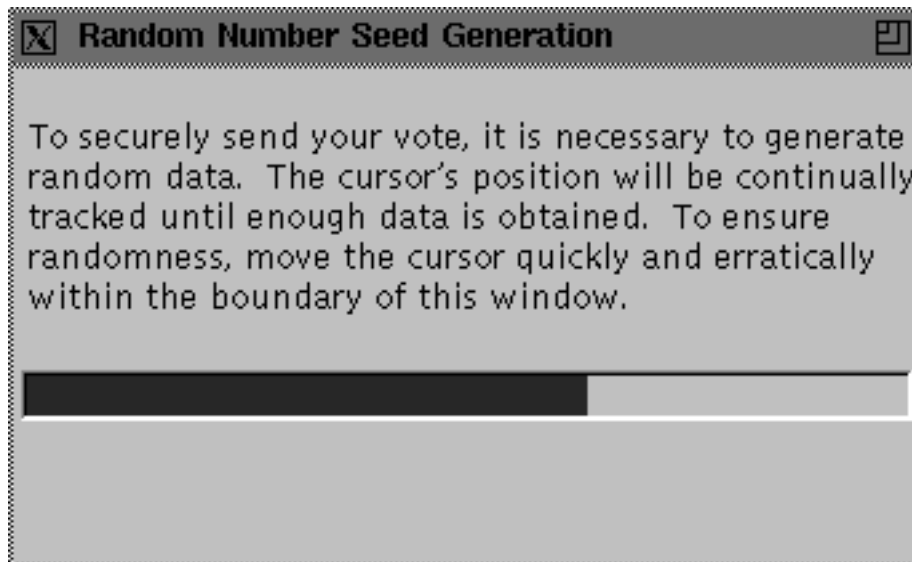 Random Number Seed Generation
To securely send your vote, it is necessary to generate
random data. The cursor's position will be continually
tracked until enough data is obtained. To ensure
randomness, move the cursor quickly and erratically
within the boundary of this window.